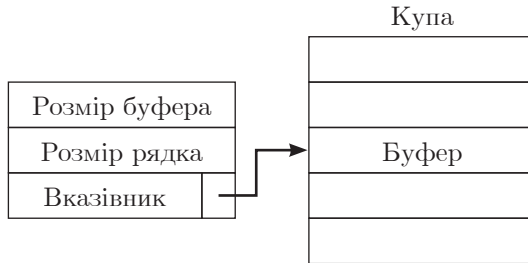 Купа
Розмір буфера
Розмір рядка
Буфер
Вказівник